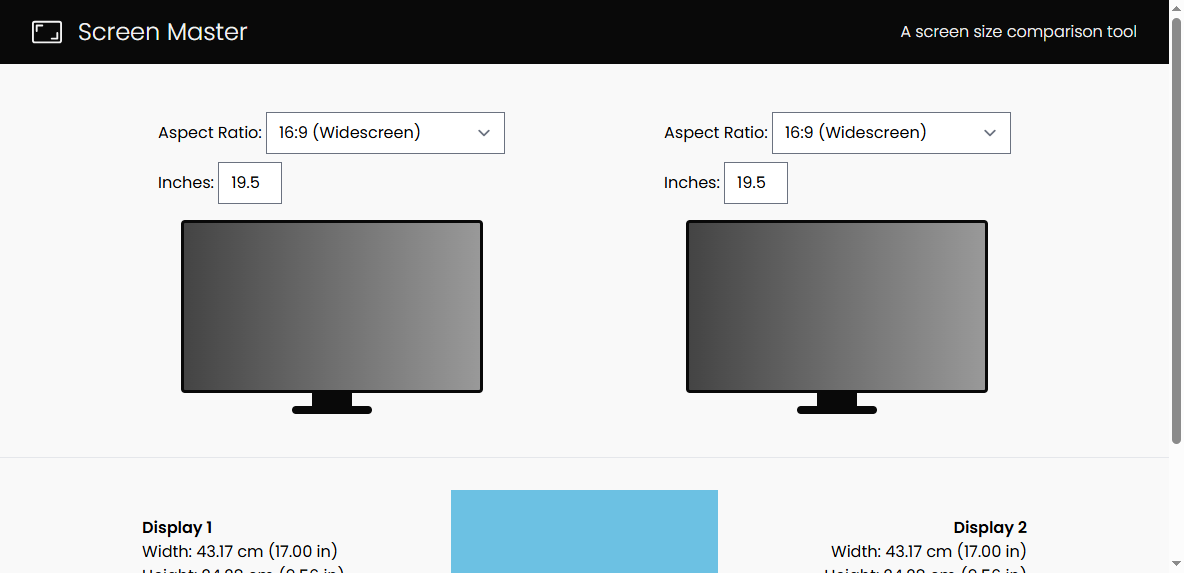 Screen Master
A screen size comparison tool
Aspect Ratio: 16:9 (Widescreen)
Inches: 19.5
Aspect Ratio: 16:9 (Widescreen)
Inches: 19.5
Display 1
Width: 43.17 cm (17.00 in)
Display 2
Width: 43.17 cm (17.00 in)